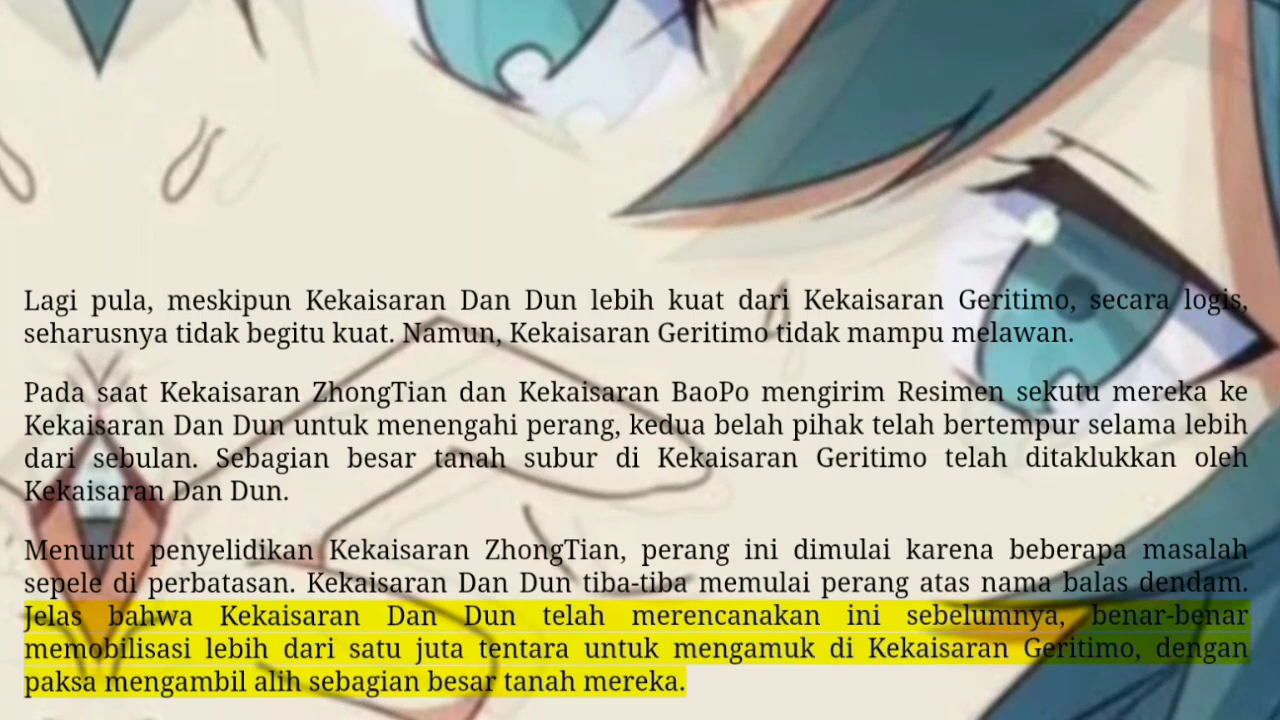 Lagi pula, meskipun Kekaisaran Dan Dun lebih kuat dari Kekaisaran Geritimo, secara logis,
seharusnya tidak begitu kuat. Namun, Kekaisaran Geritimo tidak mampu melawan.
Pada saat Kekaisaran ZhongTian dan Kekaisaran BaoPo mengirim Resimen sekutu mereka ke
Kekaisaran Dan Dun untuk menengahi perang, kedua belah pihak telah bertempur selama lebih
dari sebulan. Sebagian besar tanah subur di Kekaisaran Geritimo telah ditaklukkan oleh
Kekaisaran Dan Dun.
Menurut penyelidikan Kekaisaran ZhongTian, perang ini dimulai karena beberapa masalah
sepele di perbatasan. Kekaisaran Dan Dun tiba-tiba memulai perang atas nama balas dendam.
Jelas bahwa Kekaisaran Dan Dun telah merencanakan ini sebelumnya, benar-benar
memobilisasi lebih dari satu juta tentara untuk mengamuk di Kekaisaran Geritimo, dengan
paksa mengambil alih sebagian besar tanah mereka.